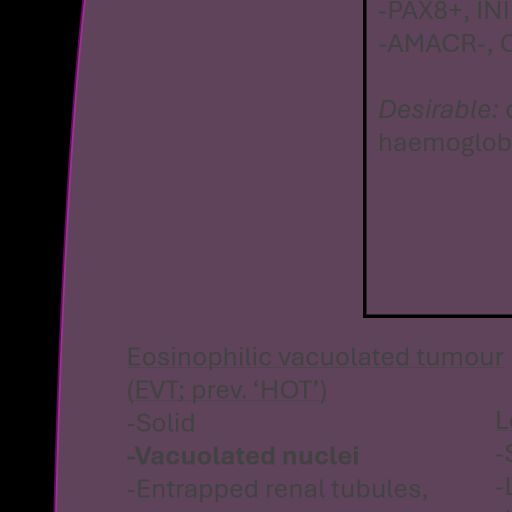 -PAX8+, INI
-AMACR-, C
Desirable:
haemoglob
Eosinophilic vacuolated tumour
(EVT; prev. ‘HOT’)
-Solid
-Vacuolated nuclei
-Entrapped renal tubules,